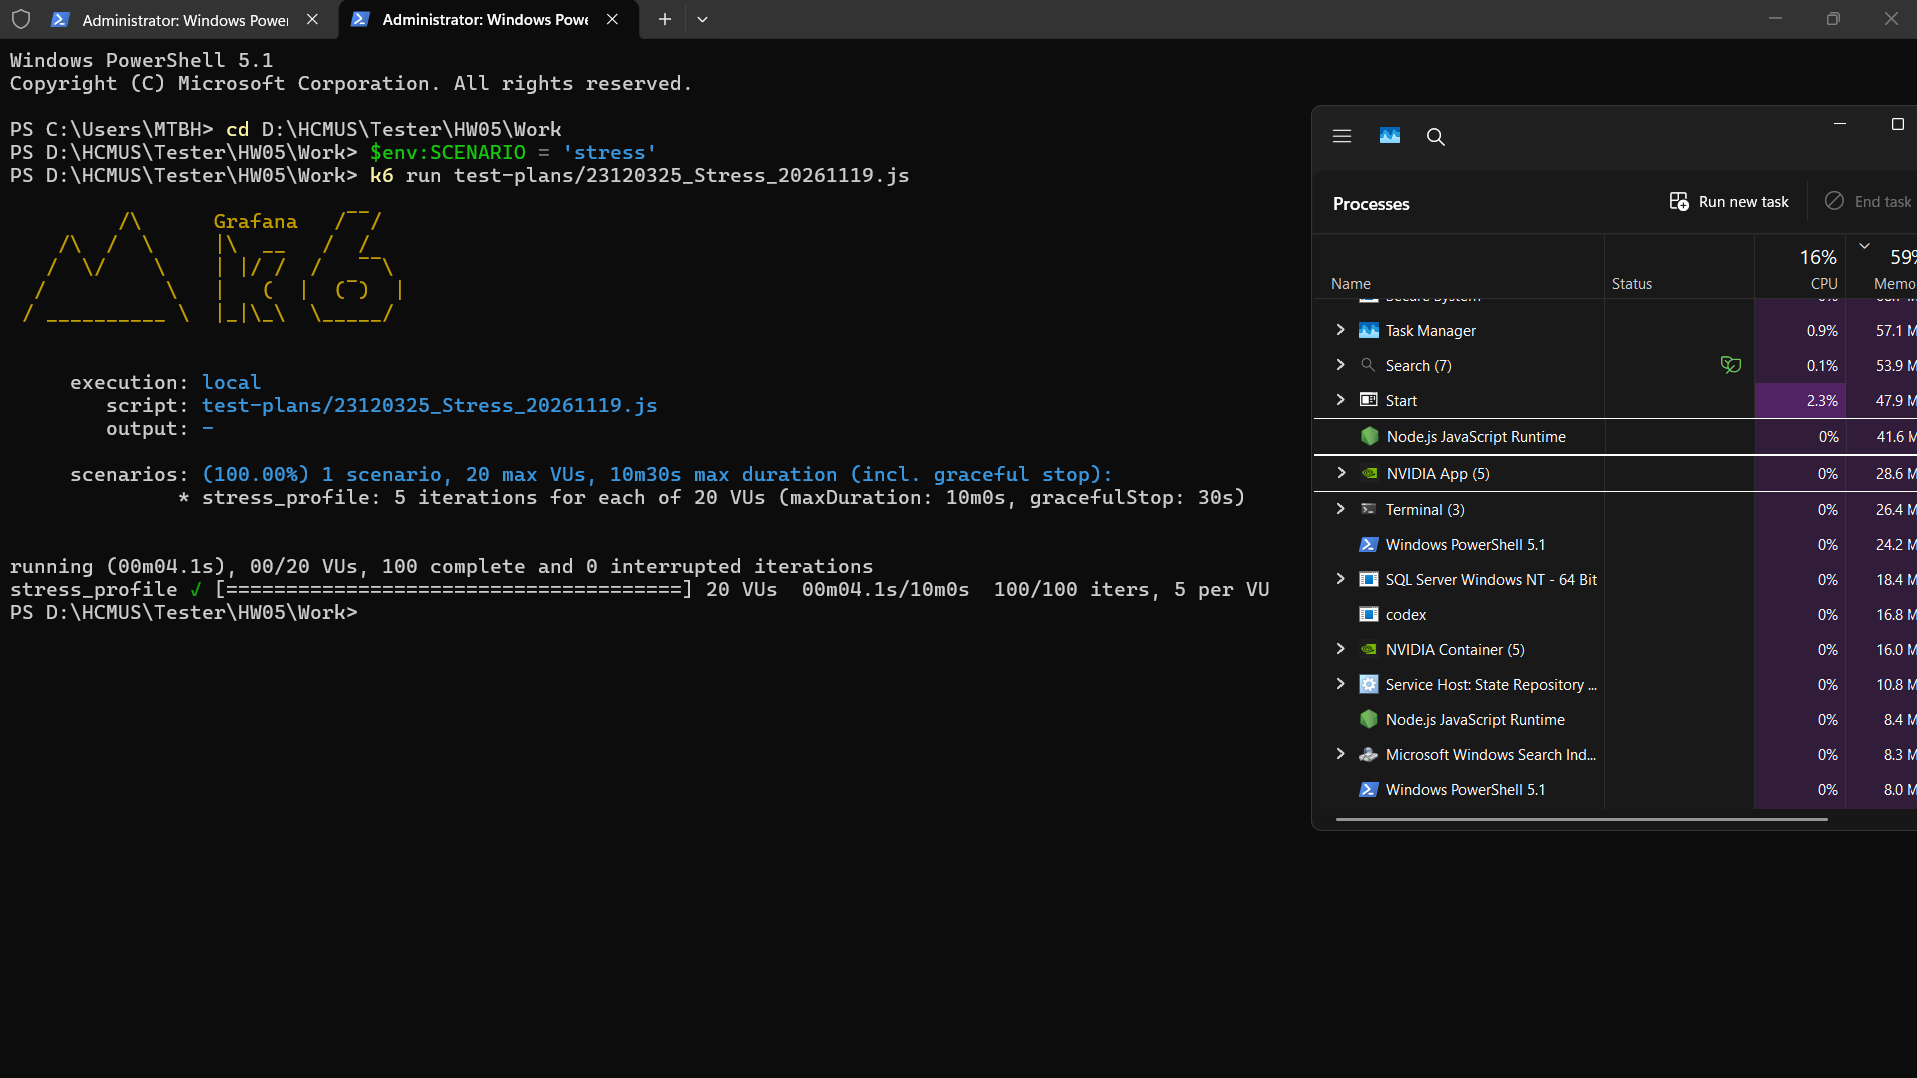 Administrator: Windows Power
Administrator: Windows Powe
Windows PowerShell 5.1
Copyright (C) Microsoft Corporation. All rights reserved.
PS C:\Users\MTBH> cd D:\HCMUS\Tester\HW05\Work
PS D:\HCMUS\Tester\HW05\Work> $env:SCENARIO = 'stress'
PS D:\HCMUS\Tester\HW05\Work> k6 run test-plans/23120325_Stress_20261119.js
Grafana
execution: local
script: test-plans/23120325_Stress_20261119.js
output: -
scenarios: (100.00%) 1 scenario, 20 max VUs, 10m30s max duration (incl. graceful stop):
* stress_profile: 5 iterations for each of 20 VUs (maxDuration: 10m0s, gracefulStop: 30s)
running (00m04.1s), 00/20 VUs, 100 complete and 0 interrupted iterations
stress_profile ✓ [======================================] 20 VUs  00m04.1s/10m0s  100/100 iters, 5 per VU
PS D:\HCMUS\Tester\HW05\Work>
Processes
Run new task
End task
16% 59%
Name Status CPU Memo
Task Manager 0.9% 57.1 M
Search (7) 0.1% 53.9 M
Start 2.3% 47.9 M
Node.js JavaScript Runtime 0% 41.6 M
NVIDIA App (5) 0% 28.6 M
Terminal (3) 0% 26.4 M
Windows PowerShell 5.1 0% 24.2 M
SQL Server Windows NT - 64 Bit 0% 18.4 M
codex 0% 16.8 M
NVIDIA Container (5) 0% 16.0 M
Service Host: State Repository ... 0% 10.8 M
Node.js JavaScript Runtime 0% 8.4 M
Microsoft Windows Search Ind... 0% 8.3 M
Windows PowerShell 5.1 0% 8.0 M